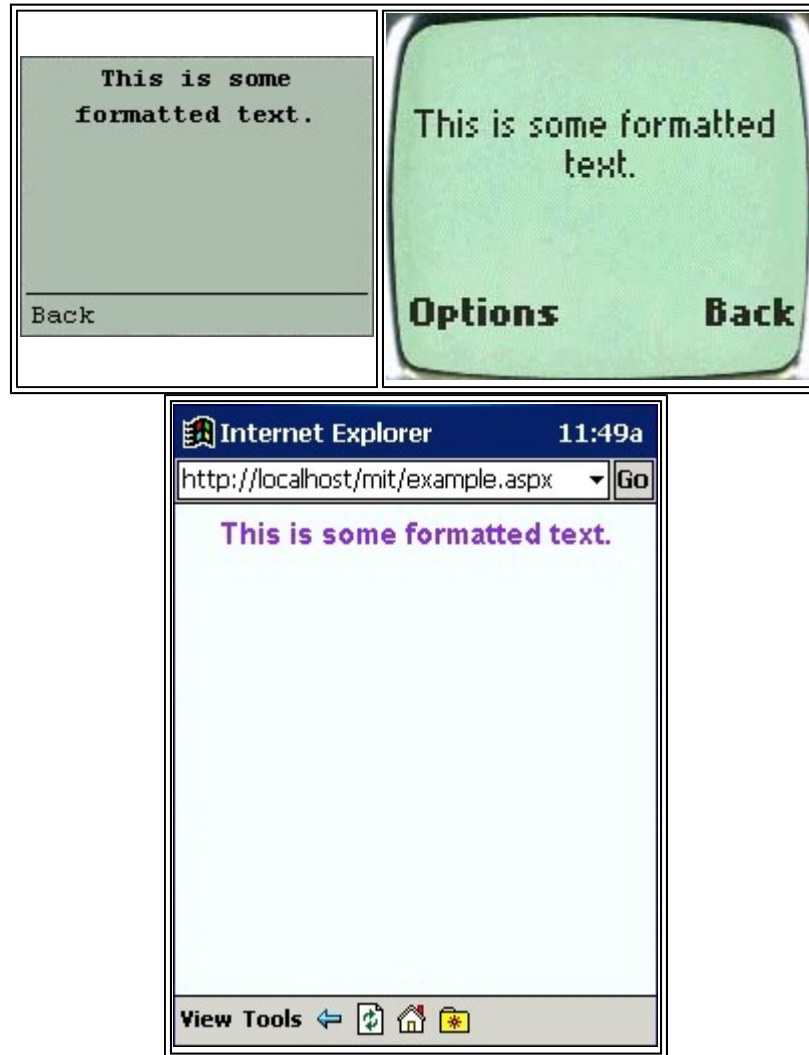 This is some
formatted text.
Back
This is some formatted
text.
Options Back
Internet Explorer 11:49a
http://localhost/mit/example.aspx Go
This is some formatted text.
View Tools